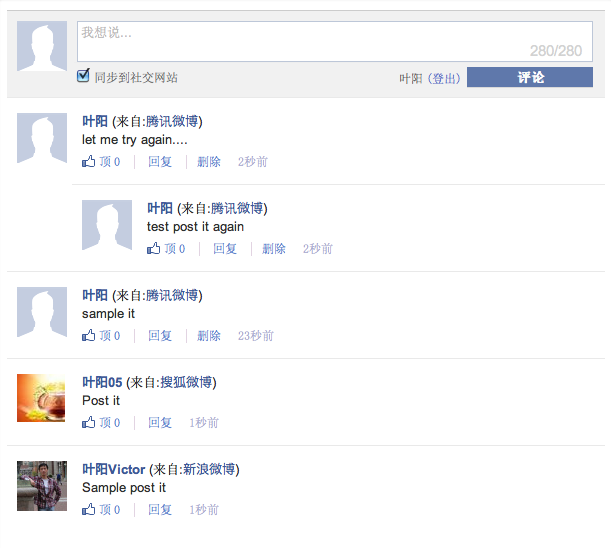 我想说...
280/280
同步到社交网站
叶阳 (登出)
评论
叶阳 (来自:腾讯微博)
let me try again....
顶 0 回复 删除 2秒前
叶阳 (来自:腾讯微博)
test post it again
顶 0 回复 删除 2秒前
叶阳 (来自:腾讯微博)
sample it
顶 0 回复 删除 23秒前
叶阳05 (来自:搜狐微博)
Post it
顶 0 回复 1秒前
叶阳Victor (来自:新浪微博)
Sample post it
顶 0 回复 1秒前